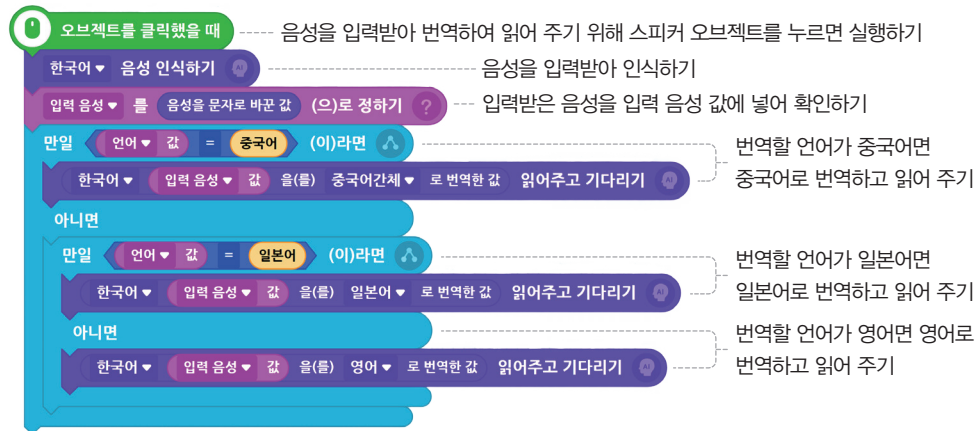 오브젝트를 클릭했을 때 음성을 입력받아 번역하여 읽어 주기 위해 스피커 오브젝트를 누르면 실행하기
한국어▼ 음성 인식하기 AI 음성을 입력받아 인식하기
입력 음성▼ 를 음성을 문자로 바꾼 값 (으)로 정하기 ? 입력받은 음성을 입력 음성 값에 넣어 확인하기
만일 언어▼ 값 = 중국어 (이)라면
번역할 언어가 중국어면
한국어▼ 입력 음성▼ 값 을(를) 중국어간체▼ 로 번역한 값 읽어주고 기다리기 AI
중국어로 번역하고 읽어 주기
아니면
만일 언어▼ 값 = 일본어 (이)라면
번역할 언어가 일본어면
한국어▼ 입력 음성▼ 값 을(를) 일본어▼ 로 번역한 값 읽어주고 기다리기 AI
일본어로 번역하고 읽어 주기
아니면
번역할 언어가 영어면 영어로
한국어▼ 입력 음성▼ 값 을(를) 영어▼ 로 번역한 값 읽어주고 기다리기 AI
번역하고 읽어 주기